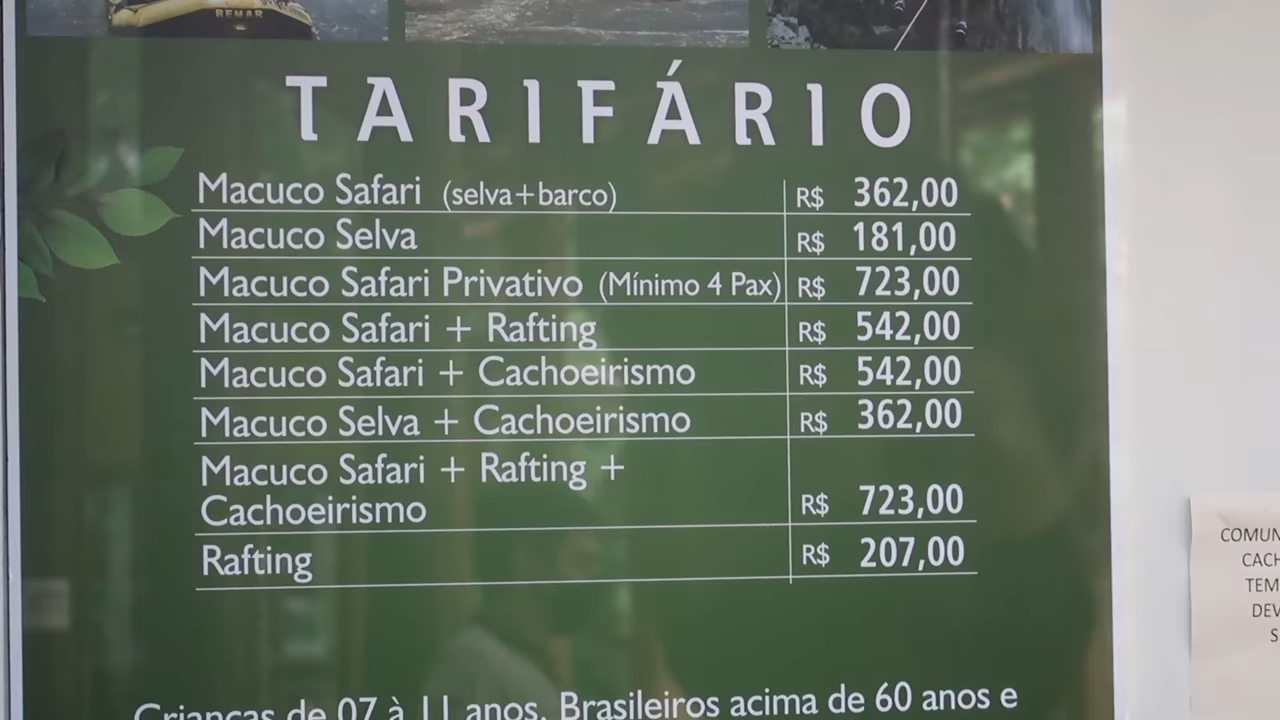 REMAR
TARIFÁRIO
Macuco Safari (selva+barco) R$ 362,00
Macuco Selva R$ 181,00
Macuco Safari Privativo (Mínimo 4 Pax) R$ 723,00
Macuco Safari + Rafting R$ 542,00
Macuco Safari + Cachoeirismo R$ 542,00
Macuco Selva + Cachoeirismo R$ 362,00
Macuco Safari + Rafting +
Cachoeirismo R$ 723,00
Rafting R$ 207,00
Crianças de 07 à 11 anos, Brasileiros acima de 60 anos e
COMUN
CACH
TEM
DEV
S